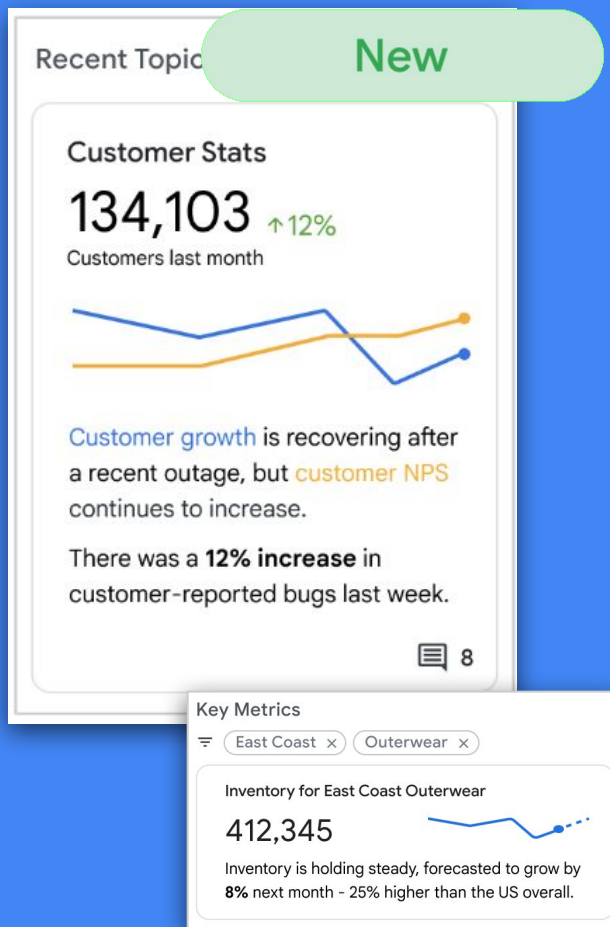 New
Recent Topic
Customer Stats
134,103 ↑12%
Customers last month
Customer growth is recovering after
a recent outage, but customer NPS
continues to increase.
There was a 12% increase in
customer-reported bugs last week.
8
Key Metrics
East Coast × Outerwear ×
Inventory for East Coast Outerwear
412,345
Inventory is holding steady, forecasted to grow by
8% next month - 25% higher than the US overall.